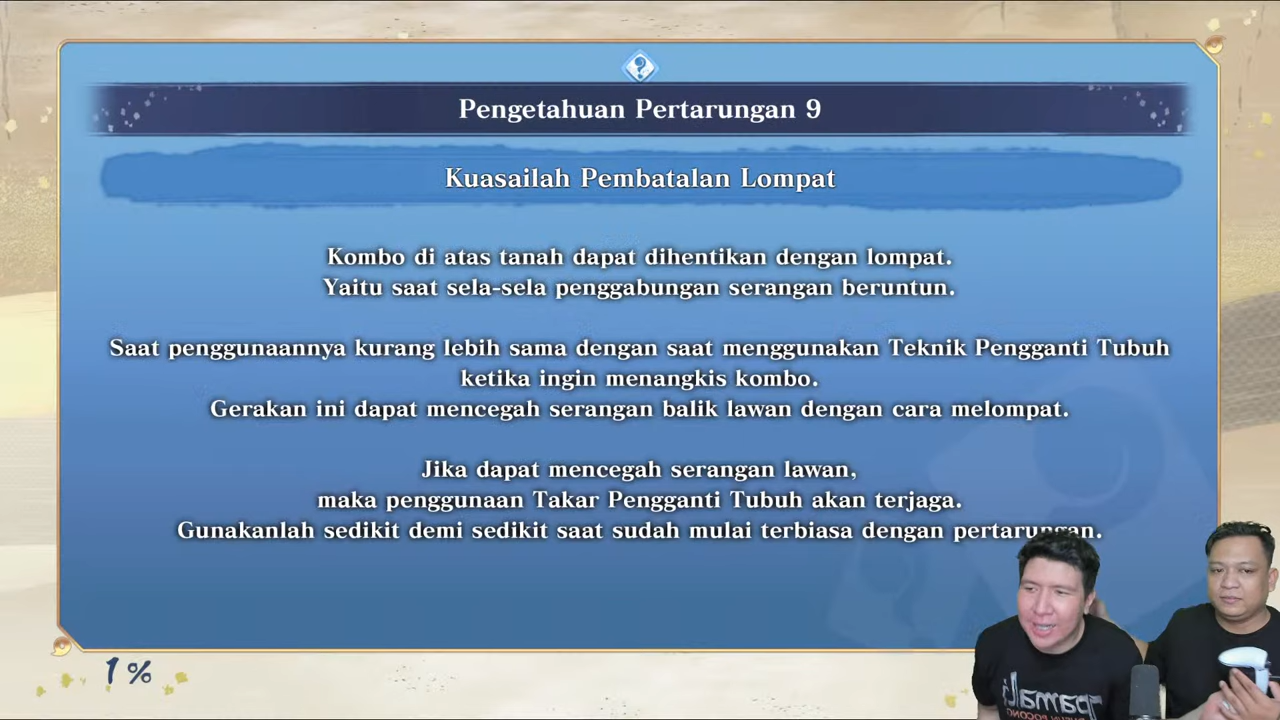 Pengetahuan Pertarungan 9
Kuasailah Pembatalan Lompat
Kombo di atas tanah dapat dihentikan dengan lompat.
Yaitu saat sela-sela penggabungan serangan beruntun.
Saat penggunaannya kurang lebih sama dengan saat menggunakan Teknik Pengganti Tubuh
ketika ingin menangkis kombo.
Gerakan ini dapat mencegah serangan balik lawan dengan cara melompat.
Jika dapat mencegah serangan lawan,
maka penggunaan Takar Pengganti Tubuh akan terjaga.
Gunakanlah sedikit demi sedikit saat sudah mulai terbiasa dengan pertarungan.
1%
Pamali
DUSUN POCONG